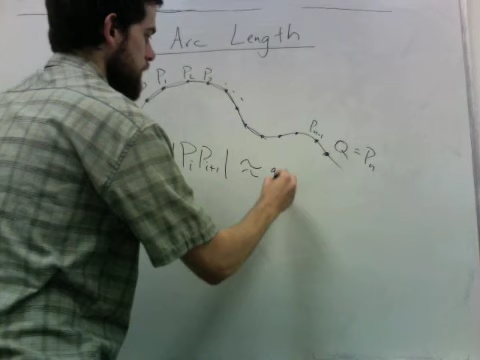 Arc Length
P₁ P₂ P₃
Pₙ₋₁
Q = Pₙ
|PᵢPᵢ₊₁| ≈